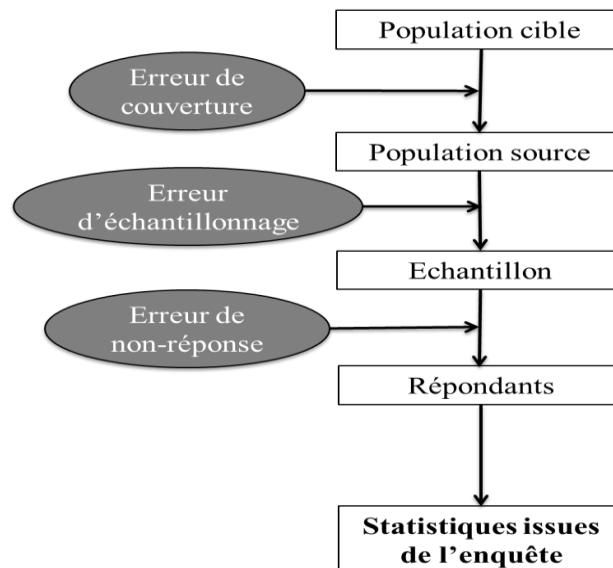 Population cible
Erreur de
couverture
Population source
Erreur
d'échantillonnage
Echantillon
Erreur de
non-réponse
Répondants
Statistiques issues
de l'enquête